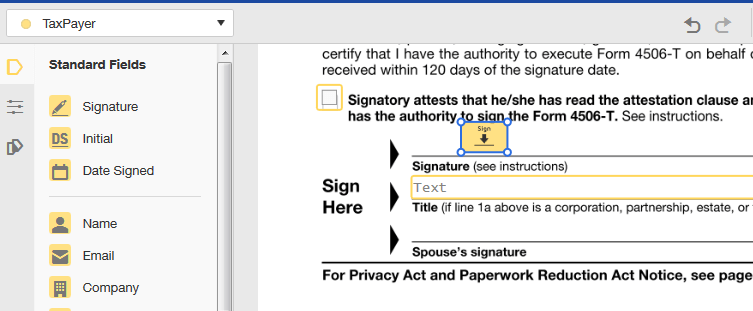 TaxPayer
Standard Fields
Signature
DS Initial
Date Signed
Name
Email
Company
certify that I have the authority to execute Form 4506-T on behalf
received within 120 days of the signature date.
Signatory attests that he/she has read the attestation clause
has the authority to sign the Form 4506-T. See instructions.
Sign
Signature (see instructions)
Sign
Here
Text
Title (if line 1a above is a corporation, partnership, estate, or
Spouse's signature
For Privacy Act and Paperwork Reduction Act Notice, see page